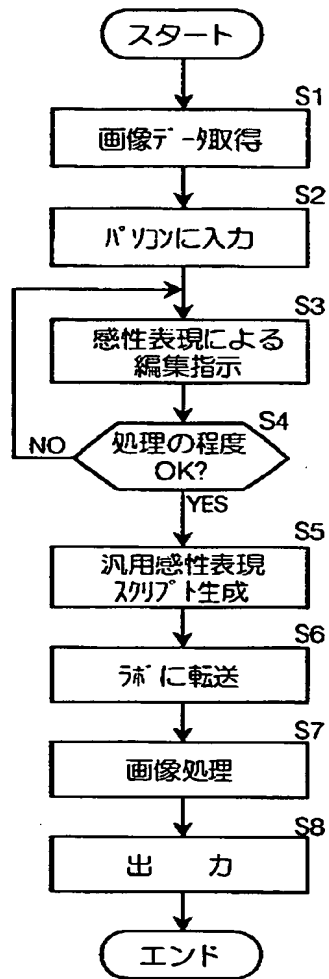 スタート
S1
画像ﾃﾞｰﾀ取得
S2
ﾊﾟｿｺﾝに入力
S3
感性表現による
編集指示
S4
処理の程度
OK?
NO
YES
S5
汎用感性表現
ｽｸﾘﾌﾟﾄ生成
S6
ﾗﾎﾞに転送
S7
画像処理
S8
出 力
エンド